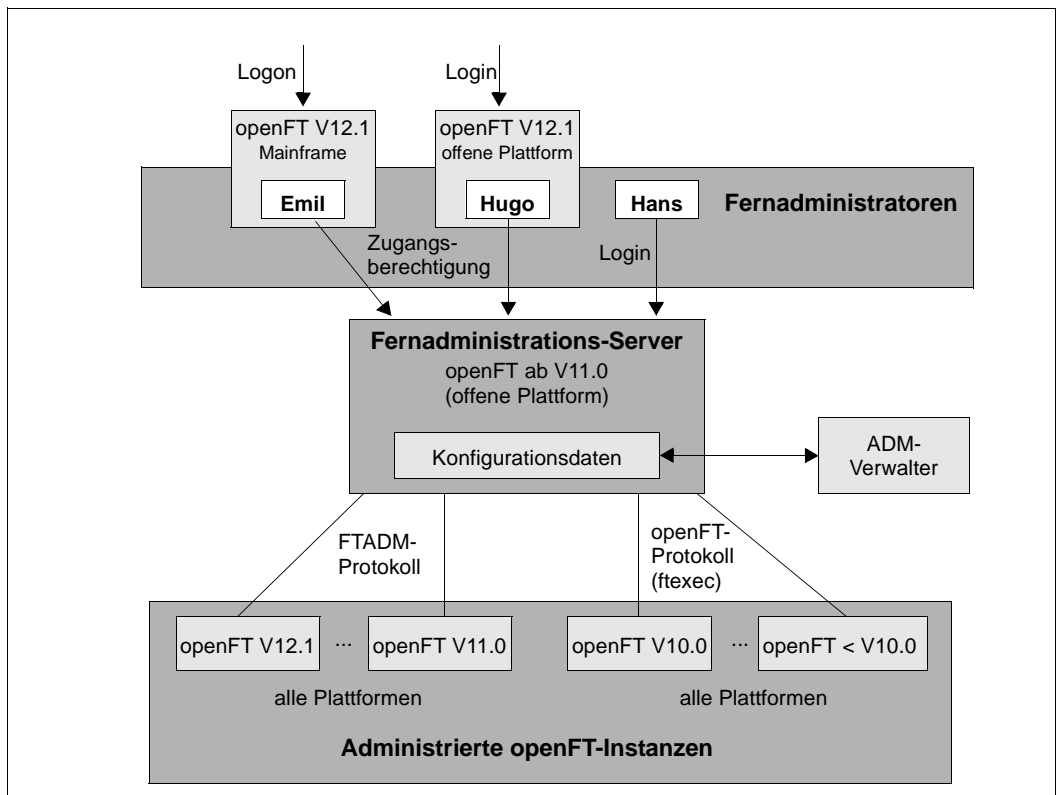 Logon
Login
openFT V12.1
Mainframe
openFT V12.1
offene Plattform
Emil
Hugo
Hans
Fernadministratoren
Zugangs-
berechtigung
Login
Fernadministrations-Server
openFT ab V11.0
(offene Plattform)
Konfigurationsdaten
ADM-
Verwalter
FTADM-
Protokoll
openFT-
Protokoll
(ftexec)
openFT V12.1 ... openFT V11.0
openFT V10.0 ... openFT < V10.0
alle Plattformen
alle Plattformen
Administrierte openFT-Instanzen